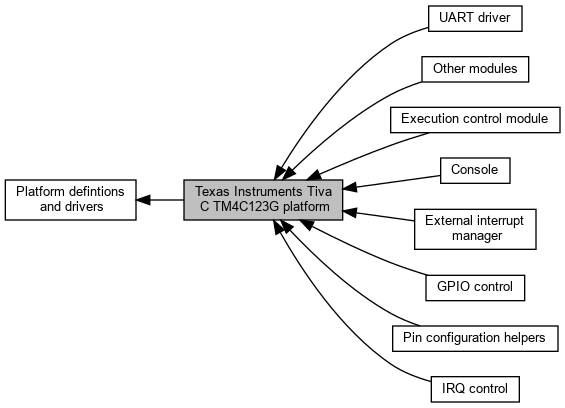 UART driver
Other modules
Execution control module
Console
Texas Instruments Tiva
C TM4C123G platform
Platform defintions
and drivers
External interrupt
manager
GPIO control
Pin configuration helpers
IRQ control